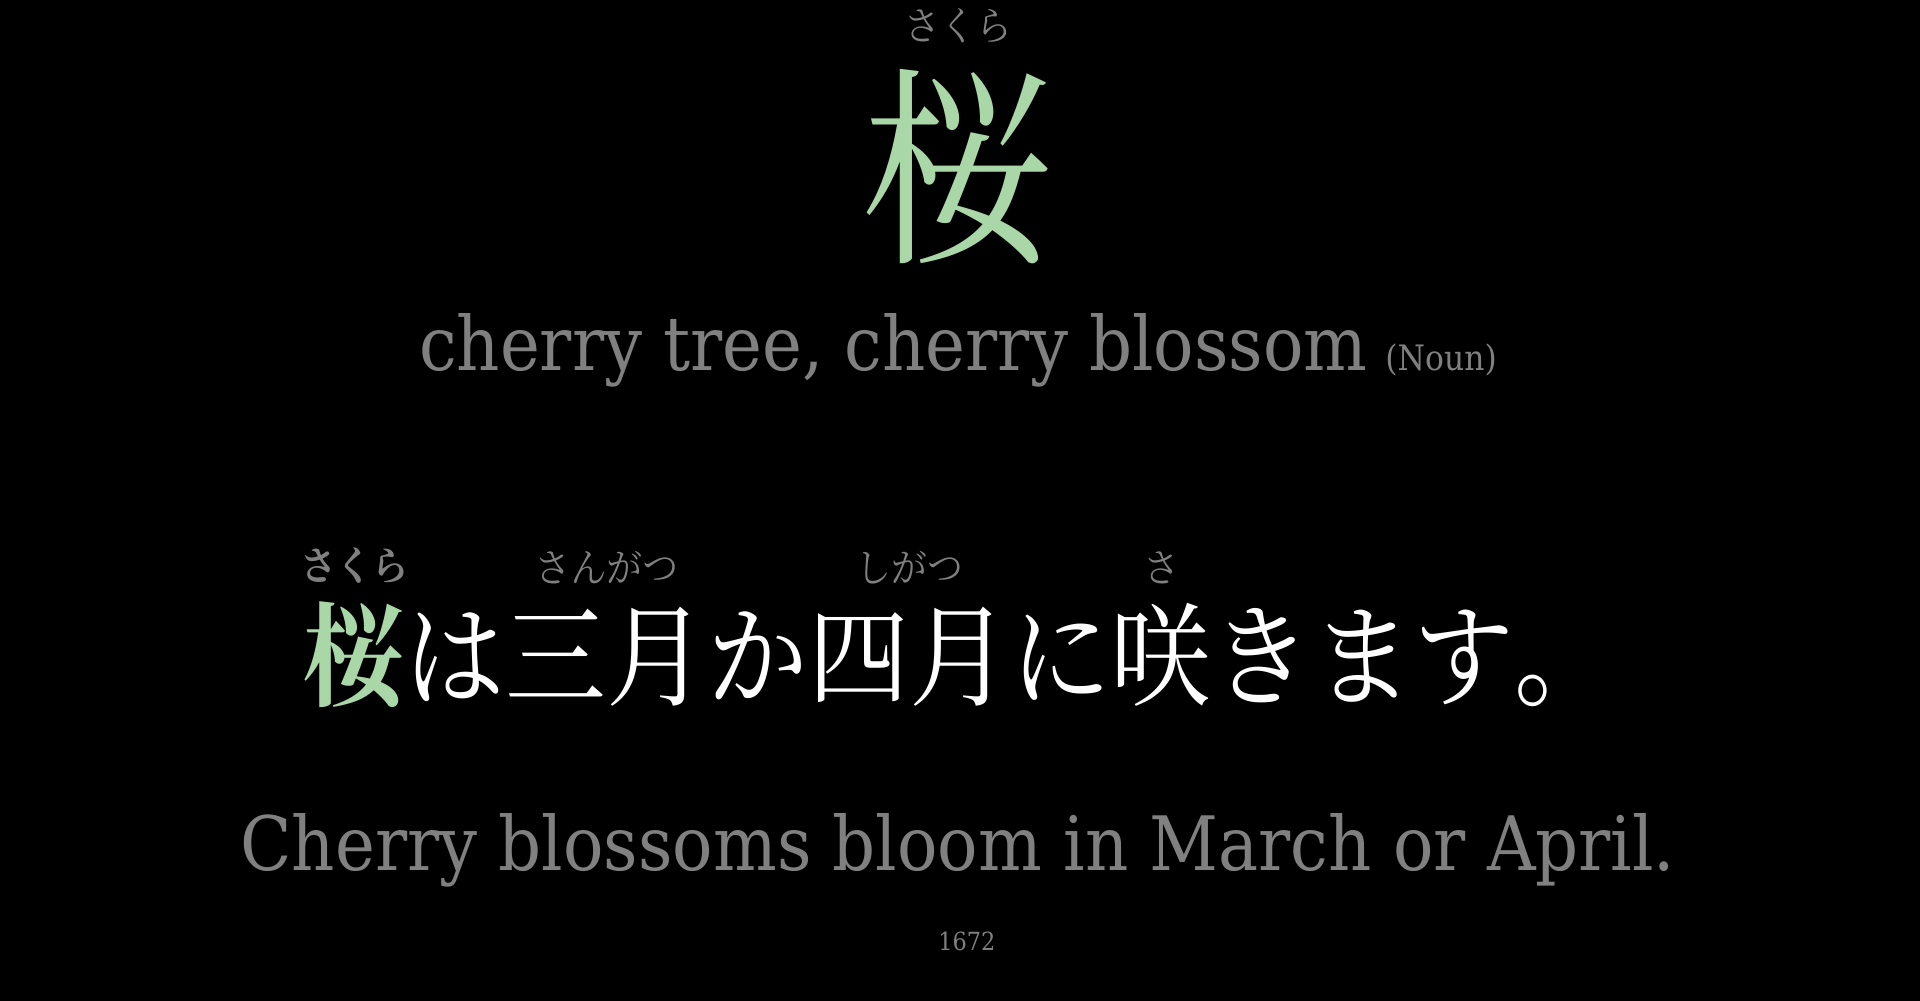 さくら
桜
cherry tree, cherry blossom (Noun)
さくら さんがつ しがつ さ
桜は三月か四月に咲きます。
Cherry blossoms bloom in March or April.
1672